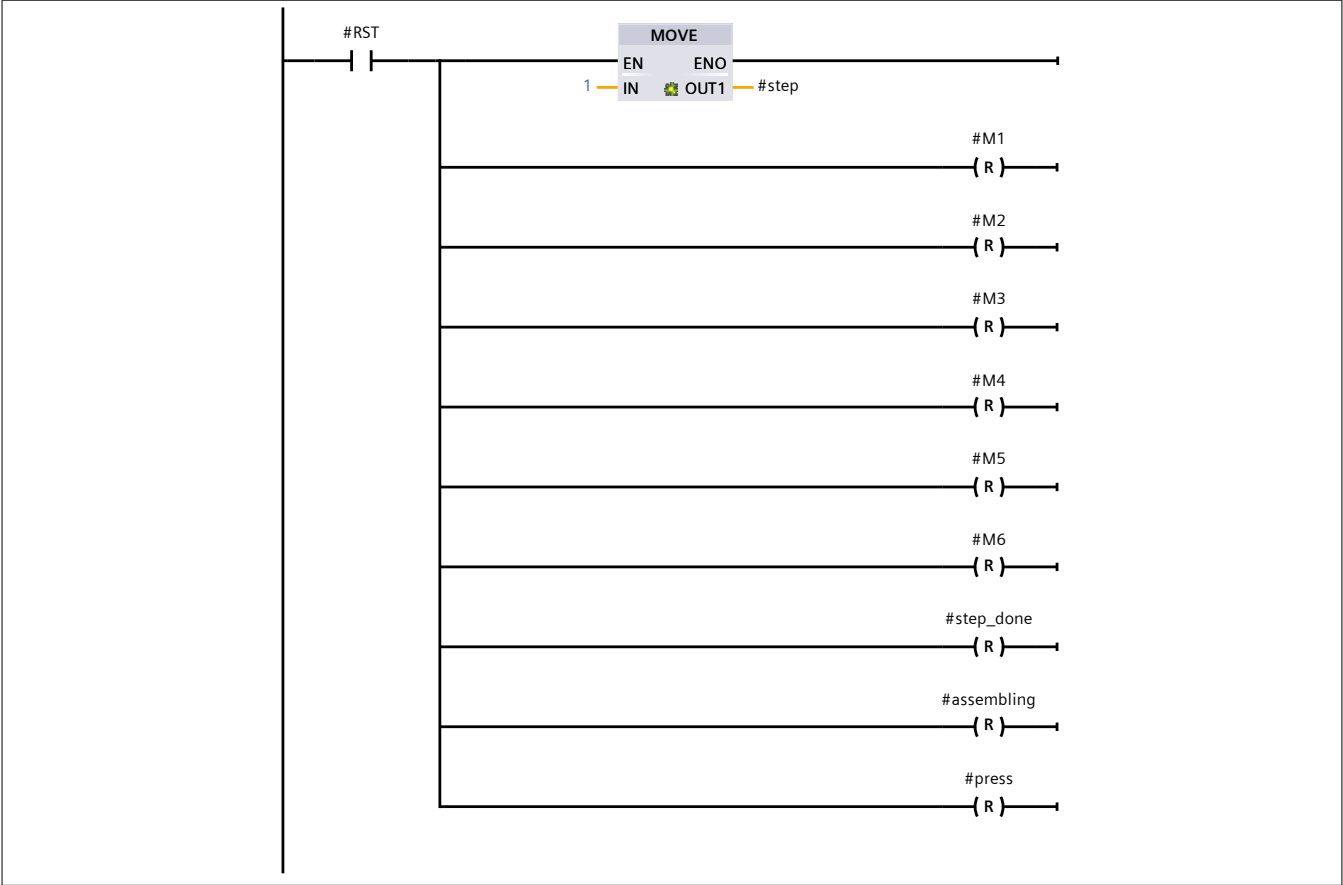 #RST
MOVE
EN ENO
1 IN OUT1 #step
#M1
( R )
#M2
( R )
#M3
( R )
#M4
( R )
#M5
( R )
#M6
( R )
#step_done
( R )
#assembling
( R )
#press
( R )